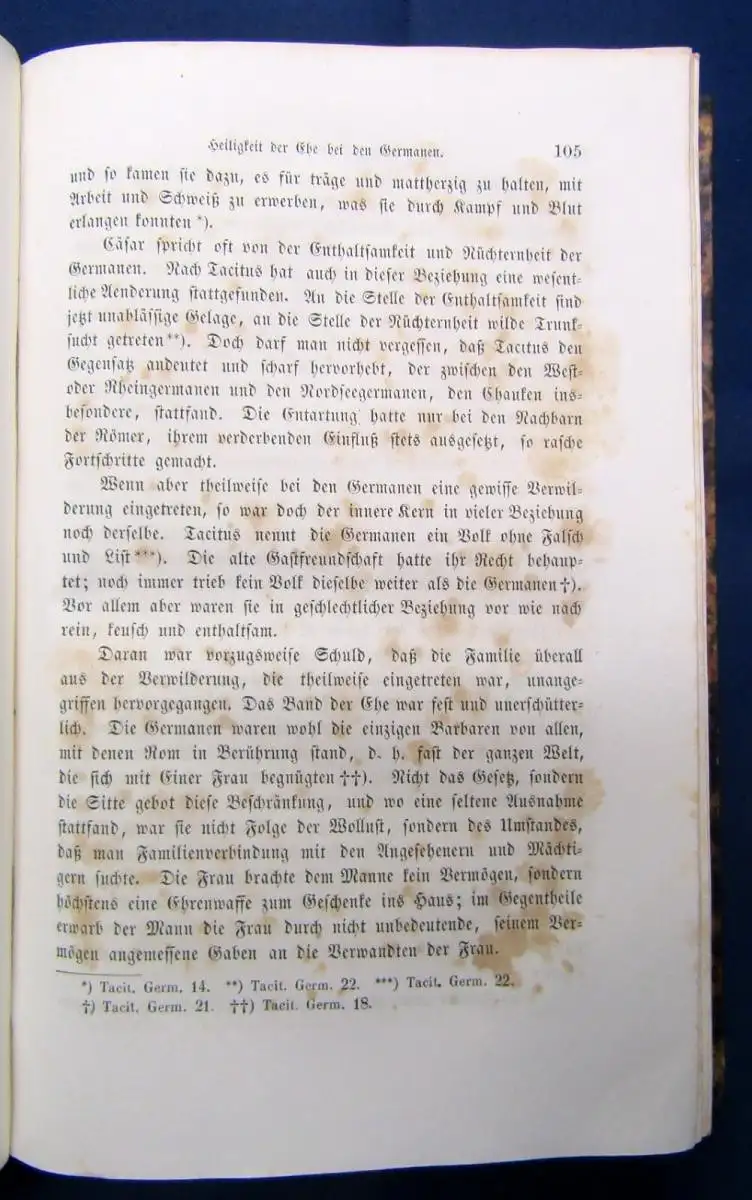 Heiligkeit der Ehe bei den Germanen. 105
und so kamen sie dazu, es für träge und mattherzig zu halten, mit
Arbeit und Schweiß zu erwerben, was sie durch Kampf und Blut
erlangen konnten *).
Cäsar spricht oft von der Enthaltsamkeit und Nüchternheit der
Germanen. Nach Tacitus hat auch in dieser Beziehung eine wesent-
liche Aenderung stattgefunden. An die Stelle der Enthaltsamkeit sind
jetzt unablässige Gelage, an die Stelle der Nüchternheit wilde Trunk-
sucht getreten **). Doch darf man nicht vergessen, daß Tacitus den
Gegensatz andeutet und scharf hervorhebt, der zwischen den West-
oder Rheingermanen und den Nordseegermanen, den Chauken ins-
besondere, stattfand. Die Entartung hatte nur bei den Nachbarn
der Römer, ihrem verderbenden Einfluß stets ausgesetzt, so rasche
Fortschritte gemacht.
Wenn aber theilweise bei den Germanen eine gewisse Verwil-
derung eingetreten, so war doch der innere Kern in vieler Beziehung
noch derselbe. Tacitus nennt die Germanen ein Volk ohne Falsch
und List ***). Die alte Gastfreundschaft hatte ihr Recht behaup-
tet; noch immer trieb kein Volk dieselbe weiter als die Germanen †).
Vor allem aber waren sie in geschlechtlicher Beziehung vor wie nach
rein, keusch und enthaltsam.
Daran war vorzugsweise Schuld, daß die Familie überall
aus der Verwilderung, die theilweise eingetreten war, unange-
griffen hervorgegangen. Das Band der Ehe war fest und unerschütter-
lich. Die Germanen waren wohl die einzigen Barbaren von allen,
mit denen Rom in Berührung stand, d. h. fast der ganzen Welt,
die sich mit Einer Frau begnügten ††). Nicht das Gesetz, sondern
die Sitte gebot diese Beschränkung, und wo eine seltene Ausnahme
stattfand, war sie nicht Folge der Wollust, sondern des Umstandes,
daß man Familienverbindung mit den Angesehenern und Mächti-
gern suchte. Die Frau brachte dem Manne kein Vermögen, sondern
höchstens eine Ehrenwaffe zum Geschenke ins Haus; im Gegentheile
erwarb der Mann die Frau durch nicht unbedeutende, seinem Ver-
mögen angemessene Gaben an die Verwandten der Frau.
*) Tacit. Germ. 14. **) Tacit. Germ. 22. ***) Tacit. Germ. 22.
†) Tacit. Germ. 21. ††) Tacit. Germ. 18.